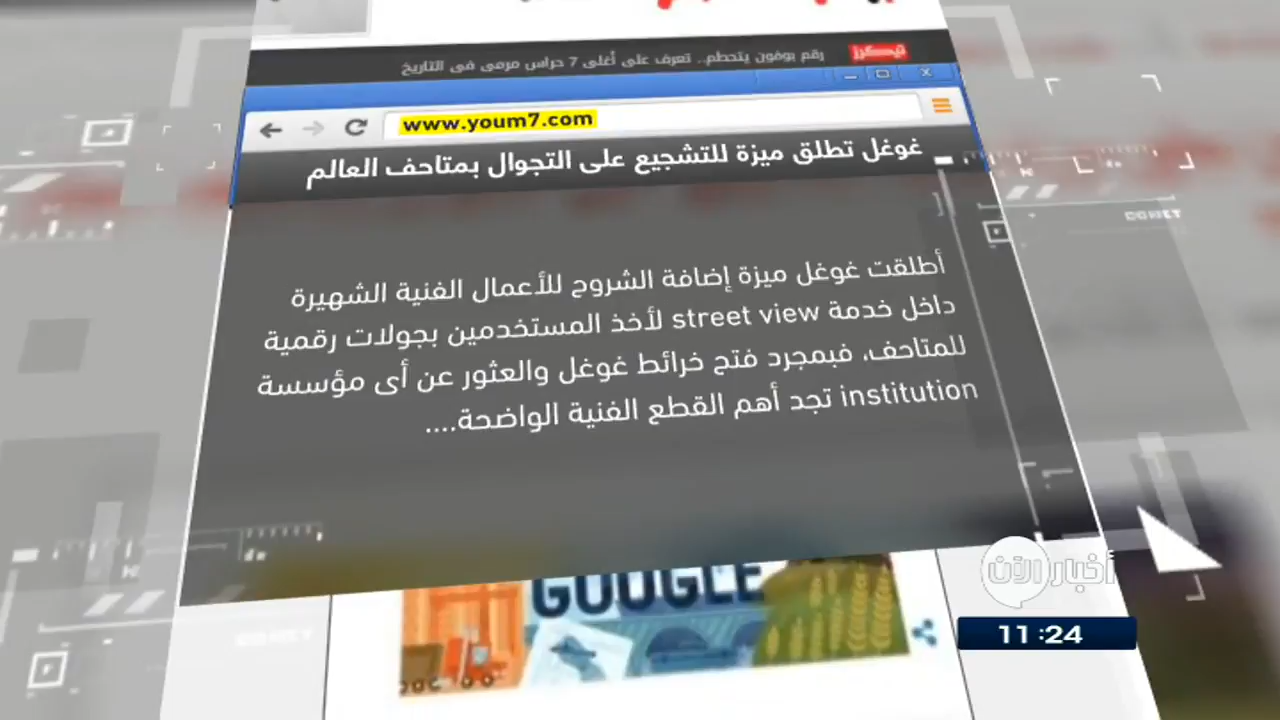 تيكرز
رقم بوفون يتحطم.. تعرف على أغلى 7 حراس مرمى فى التاريخ
www.youm7.com
غوغل تطلق ميزة للتشجيع على التجوال بمتاحف العالم
أطلقت غوغل ميزة إضافة الشروح للأعمال الفنية الشهيرة
داخل خدمة street view لأخذ المستخدمين بجولات رقمية
للمتاحف، فبمجرد فتح خرائط غوغل والعثور عن أى مؤسسة
institution تجد أهم القطع الفنية الواضحة....
GOOGLE
أخبار الآن
11:24